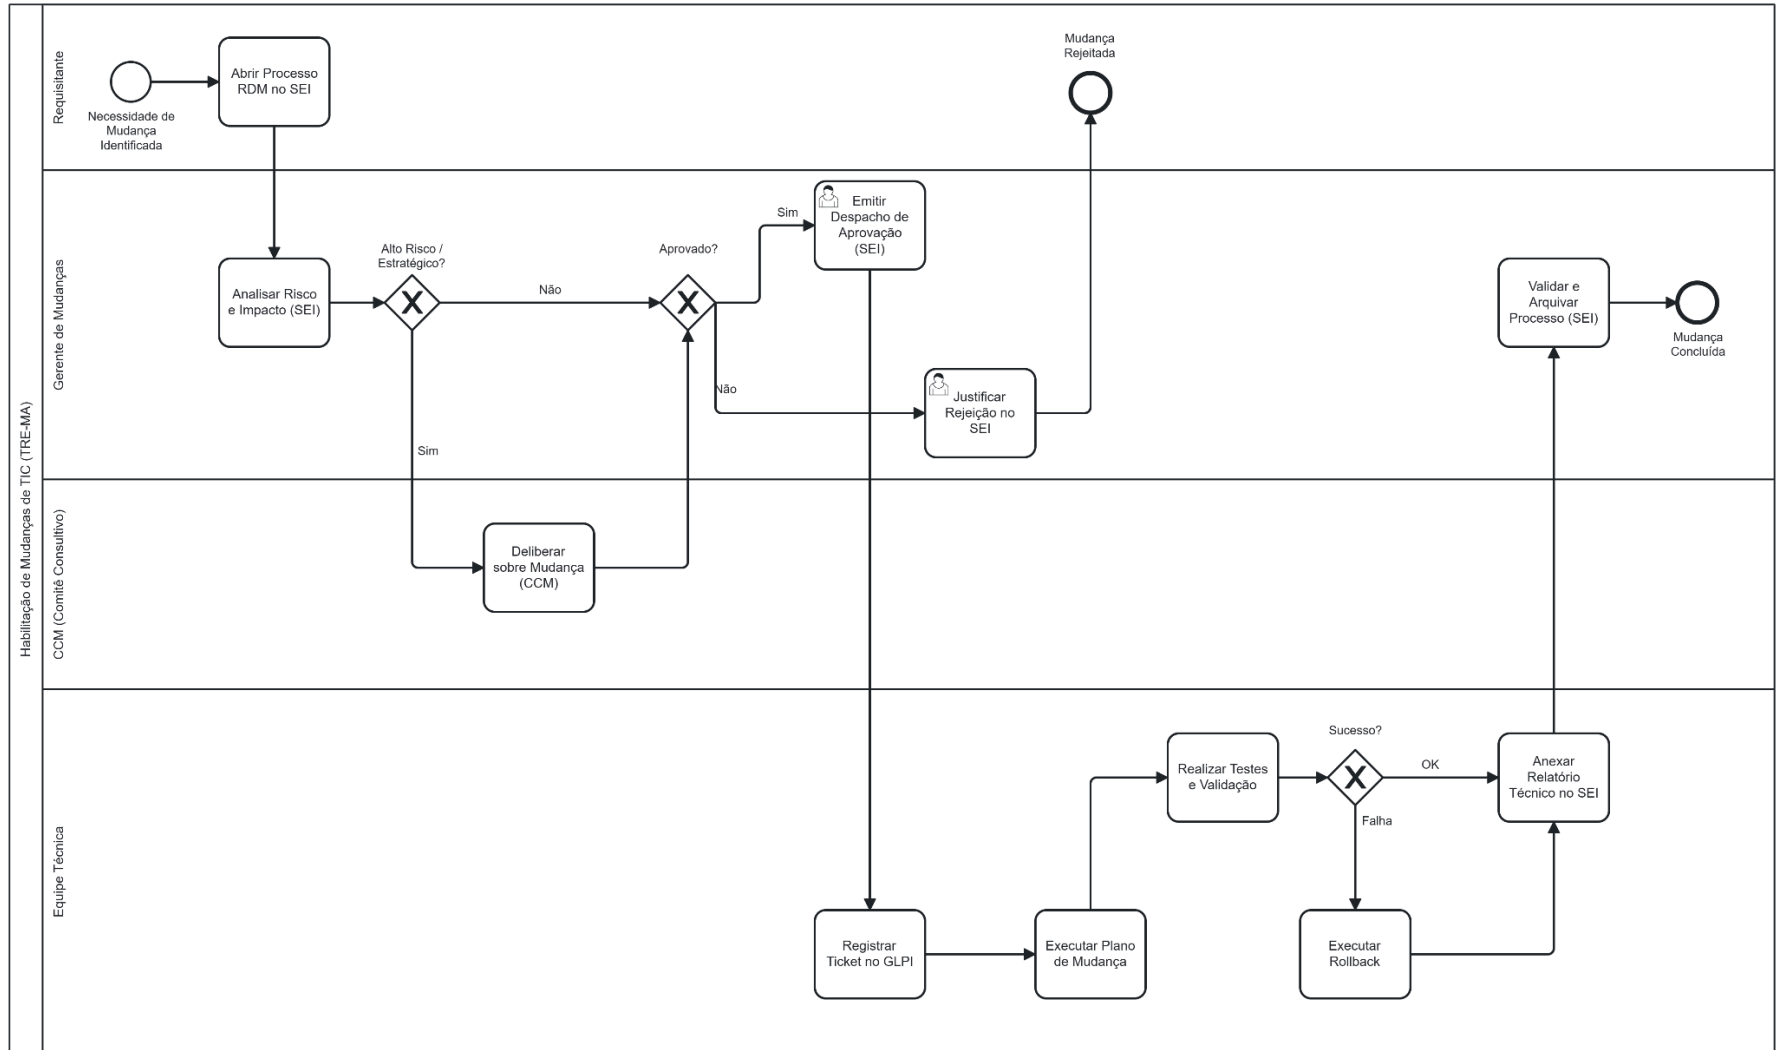 Habilitação de Mudanças de TIC (TRE-MA)
Requisitante
Necessidade de
Mudança
Identificada
Abrir Processo
RDM no SEI
Mudança
Rejeitada
Gerente de Mudanças
Analisar Risco
e Impacto (SEI)
Alto Risco /
Estratégico?
Não
Sim
Aprovado?
Sim
Não
Emitir
Despacho de
Aprovação
(SEI)
Justificar
Rejeição no
SEI
Validar e
Arquivar
Processo (SEI)
Mudança
Concluída
CCM (Comitê Consultivo)
Deliberar
sobre Mudança
(CCM)
Equipe Técnica
Registrar
Ticket no GLPI
Executar Plano
de Mudança
Realizar Testes
e Validação
Sucesso?
OK
Falha
Executar
Rollback
Anexar
Relatório
Técnico no SEI